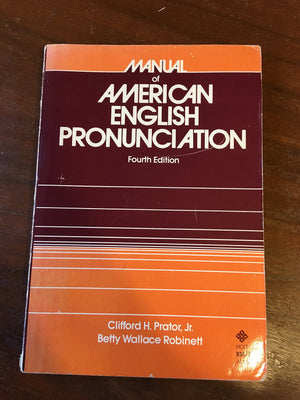 MANUAL
of
AMERICAN
ENGLISH
PRONUNCIATION
Fourth Edition
Clifford H. Prator, Jr.
Betty Wallace Robinett